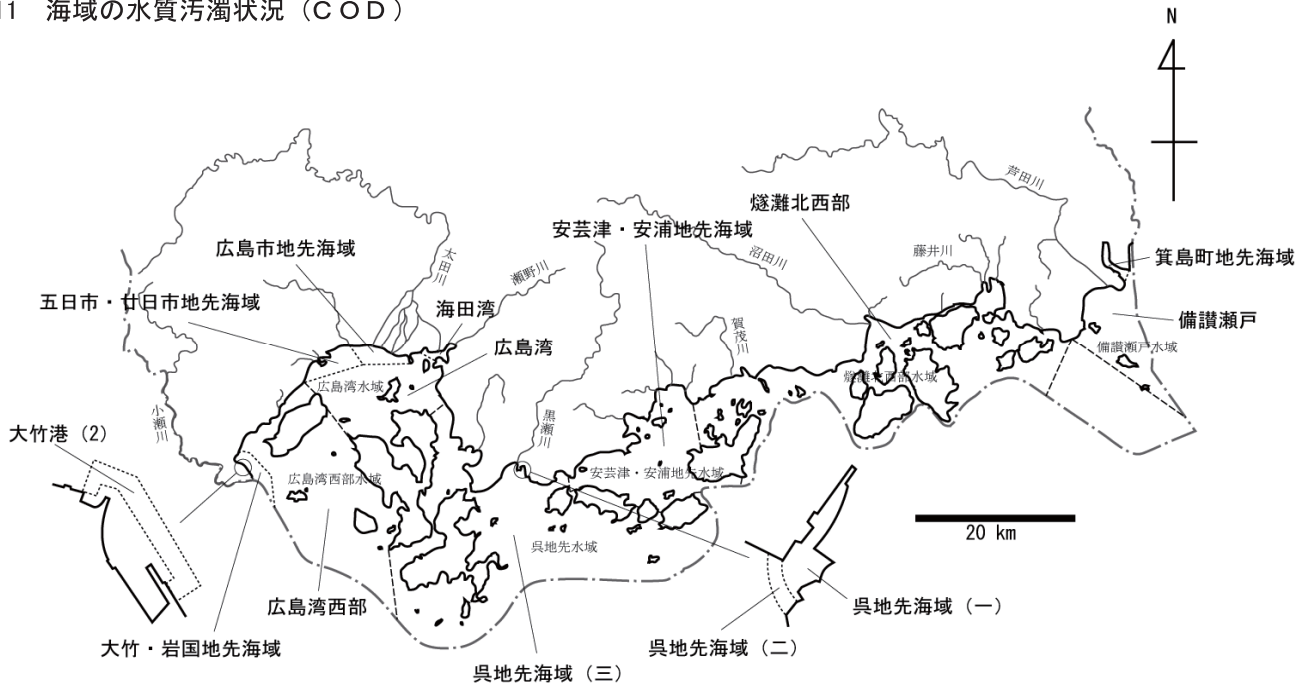 海域の水質汚濁状況（ＣＯＤ）
N
芦田川
燧灘北西部
安芸津・安浦地先海域
広島市地先海域
太田川
沼田川
藤井川
箕島町地先海域
瀬野川
五日市・廿日市地先海域
海田湾
備讃瀬戸
賀茂川
広島湾
備讃瀬戸水域
広島湾水域
燧灘北西部水域
小瀬川
黒瀬川
大竹港（2）
安芸津・安浦地先水域
広島湾西部水域
20 km
呉地先水域
広島湾西部
呉地先海域（一）
大竹・岩国地先海域
呉地先海域（二）
呉地先海域（三）